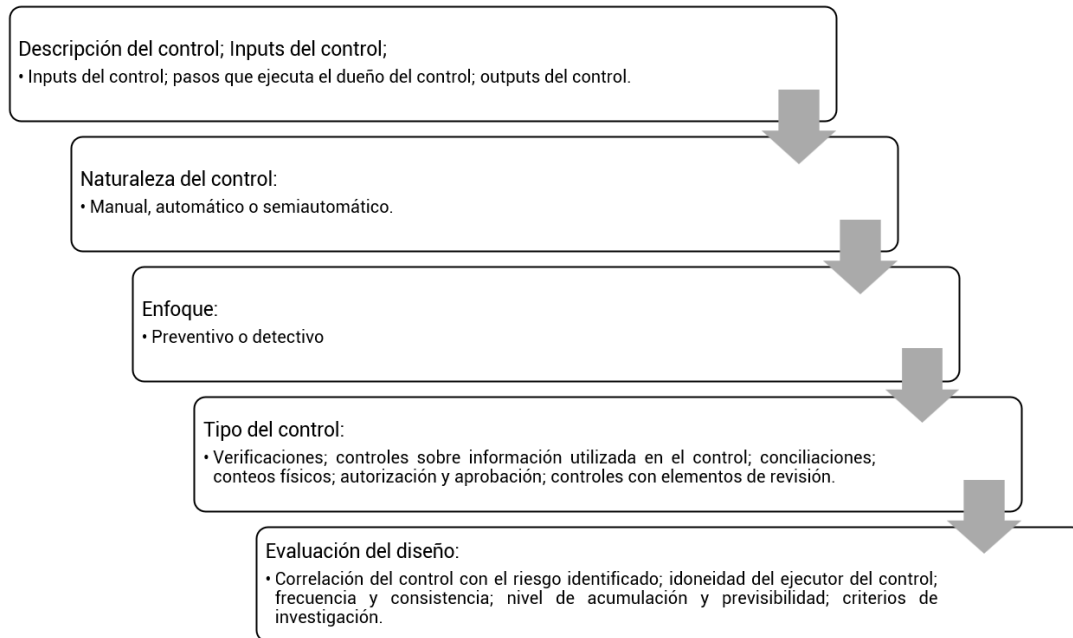 Descripción del control; Inputs del control;
• Inputs del control; pasos que ejecuta el dueño del control; outputs del control.
Naturaleza del control:
• Manual, automático o semiautomático.
Enfoque:
• Preventivo o detectivo
Tipo del control:
• Verificaciones; controles sobre información utilizada en el control; conciliaciones;
conteos físicos; autorización y aprobación; controles con elementos de revisión.
Evaluación del diseño:
• Correlación del control con el riesgo identificado; idoneidad del ejecutor del control;
frecuencia y consistencia; nivel de acumulación y previsibilidad; criterios de
investigación.